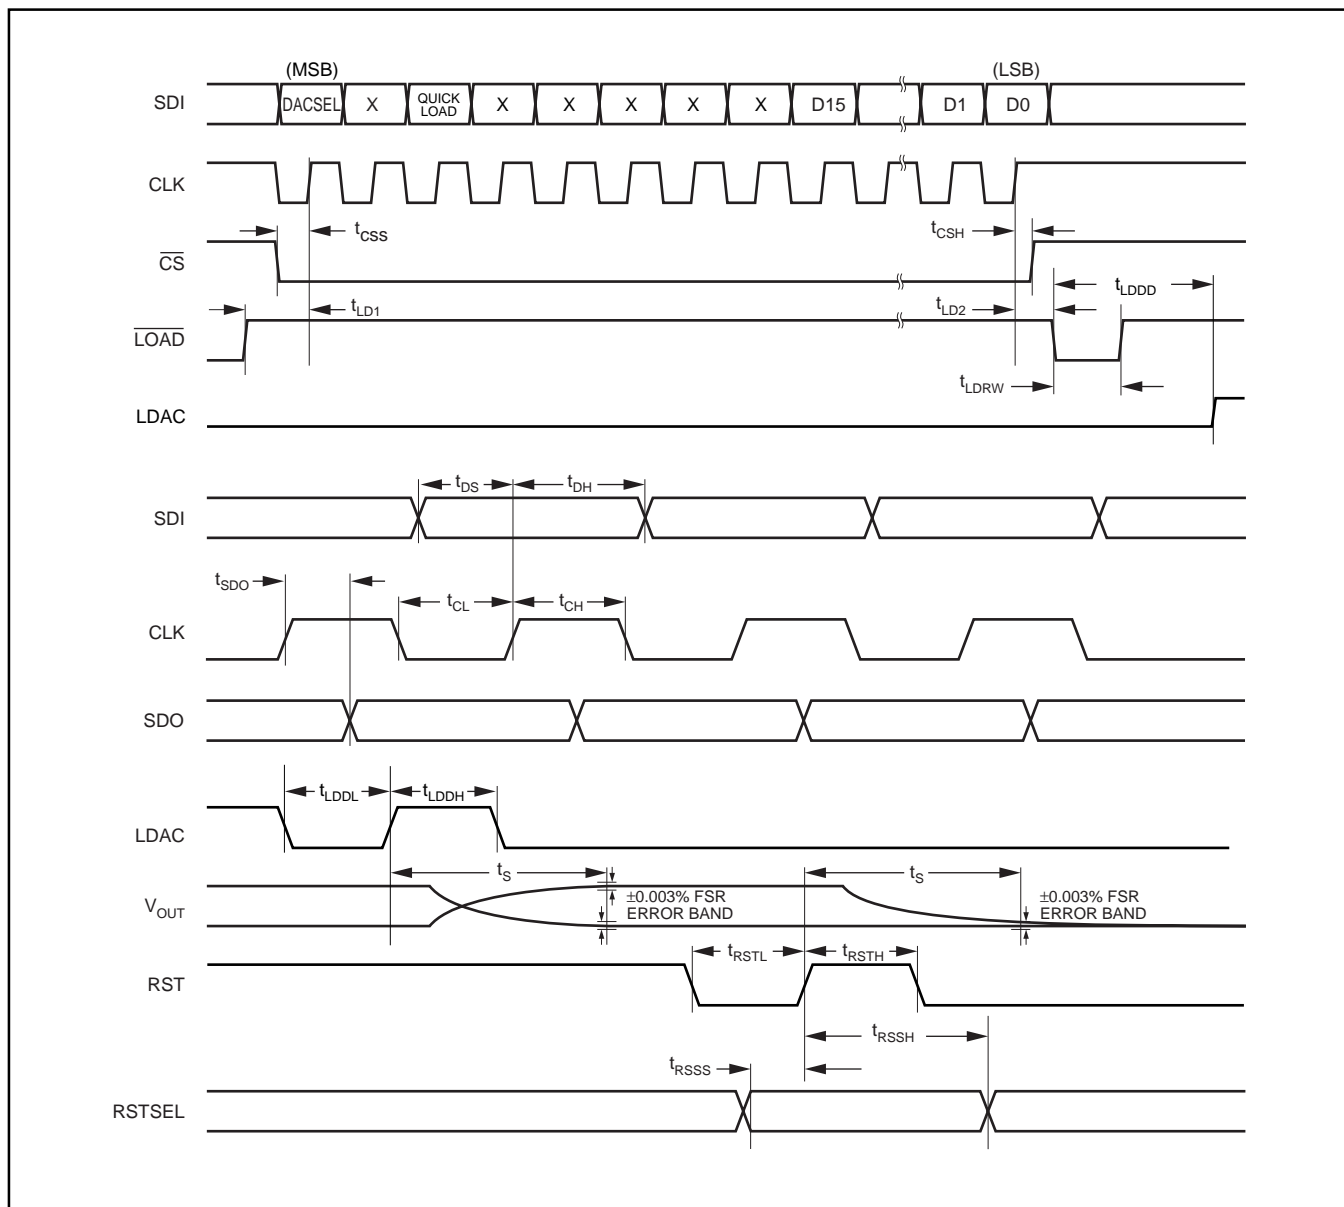 (MSB) (LSB)
SDI DACSEL X QUICK LOAD X X X X X D15 D1 D0
CLK
tCSS tCSH
CS
tLDDD
tLD1 tLD2
LOAD
tLDRW
LDAC
tDS tDH
SDI
tSDO
tCL tCH
CLK
SDO
tLDDL tLDDH
LDAC
tS tS
±0.003% FSR ±0.003% FSR
VOUT ERROR BAND ERROR BAND
tRSTL tRSTH
RST
tRSSH
tRSSS
RSTSEL